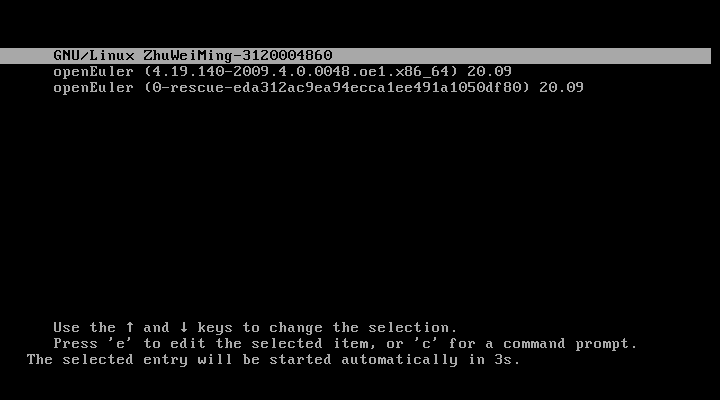 GNU/Linux ZhuWeiMing-3120004860
openEuler (4.19.140-2009.4.0.0048.oe1.x86_64) 20.09
openEuler (0-rescue-eda312ac9ea94ecca1ee491a1050df80) 20.09
Use the ↑ and ↓ keys to change the selection.
Press 'e' to edit the selected item, or 'c' for a command prompt.
The selected entry will be started automatically in 3s.